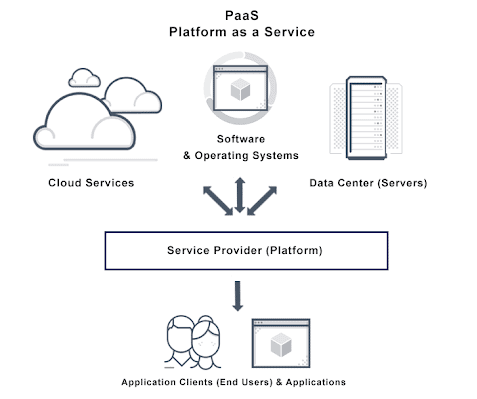 PaaS
Platform as a Service
Software
& Operating Systems
Cloud Services
Data Center (Servers)
Service Provider (Platform)
Application Clients (End Users) & Applications